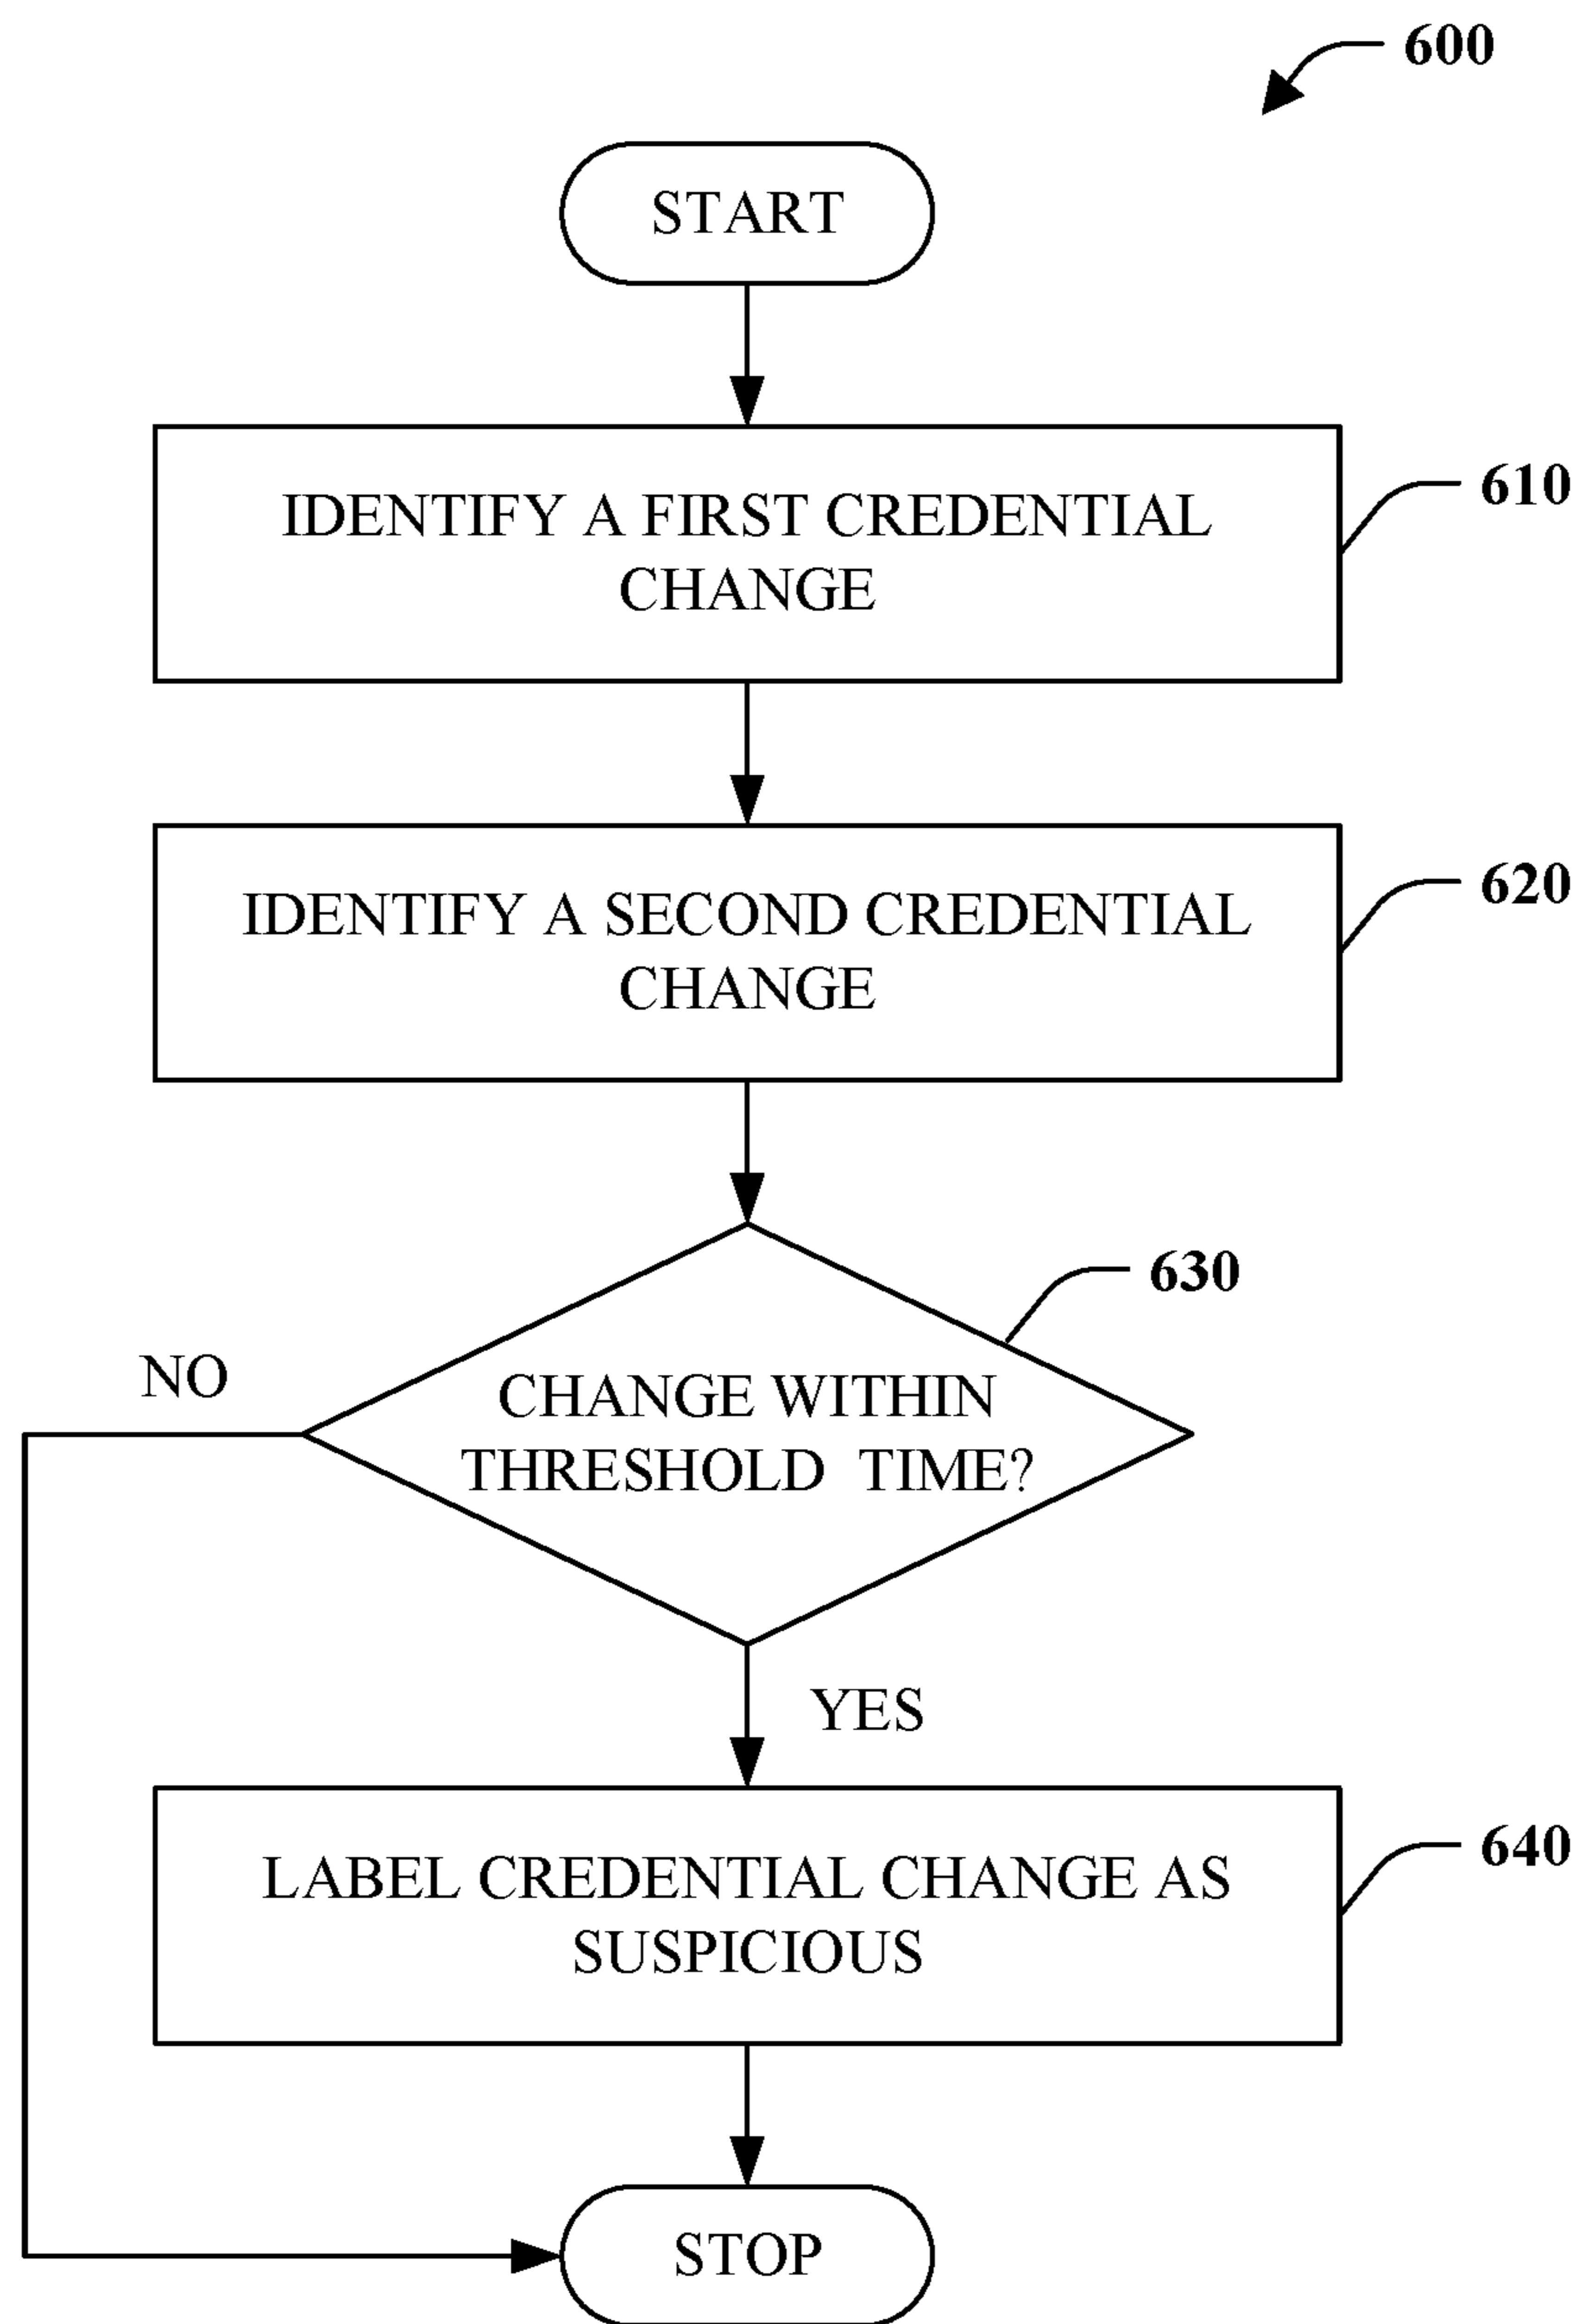 600
START
IDENTIFY A FIRST CREDENTIAL
CHANGE
610
IDENTIFY A SECOND CREDENTIAL
CHANGE
620
630
NO
CHANGE WITHIN
THRESHOLD TIME?
YES
LABEL CREDENTIAL CHANGE AS
SUSPICIOUS
640
STOP